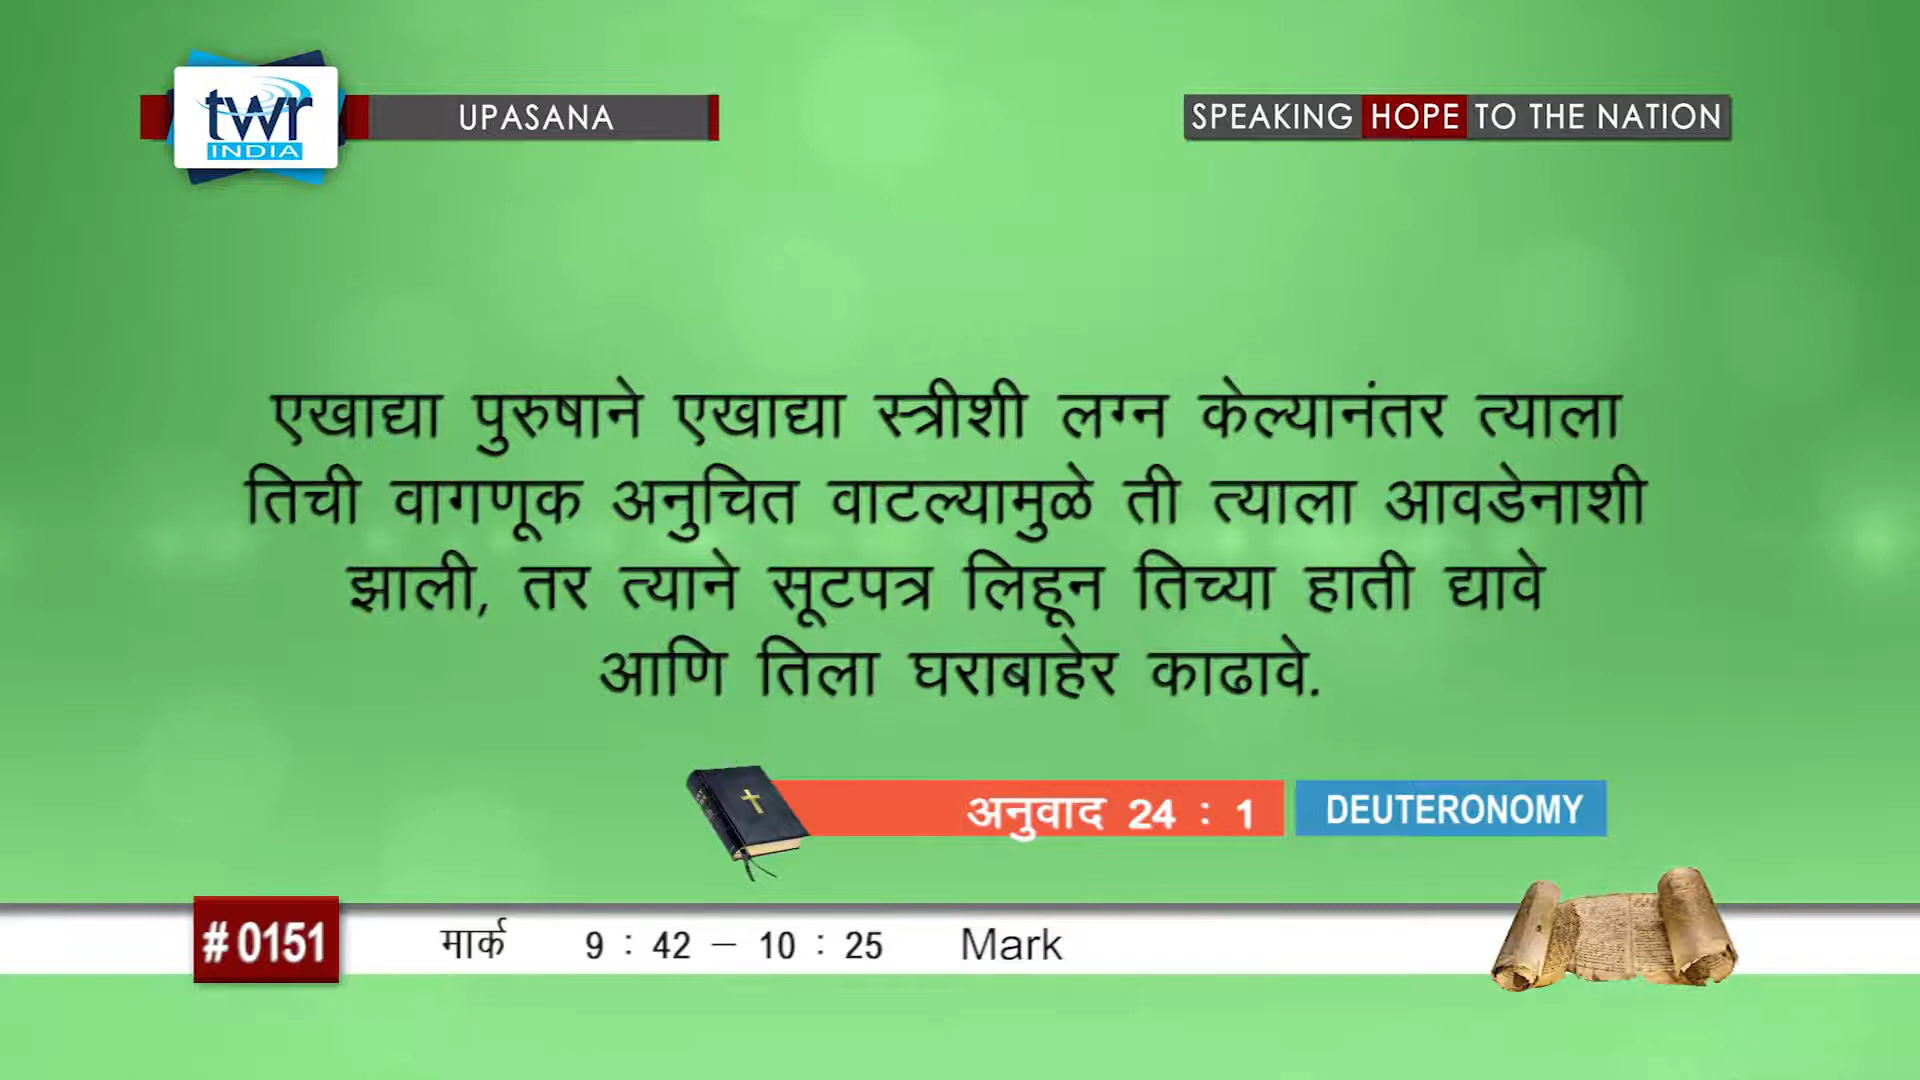 twr
INDIA
UPASANA
SPEAKING HOPE TO THE NATION
एखाद्या पुरुषाने एखाद्या स्त्रीशी लग्न केल्यानंतर त्याला
तिची वागणूक अनुचित वाटल्यामुळे ती त्याला आवडेनाशी
झाली, तर त्याने सूटपत्र लिहून तिच्या हाती द्यावे
आणि तिला घराबाहेर काढावे.
अनुवाद 24 : 1 DEUTERONOMY
#0151 मार्क 9 : 42 – 10 : 25 Mark